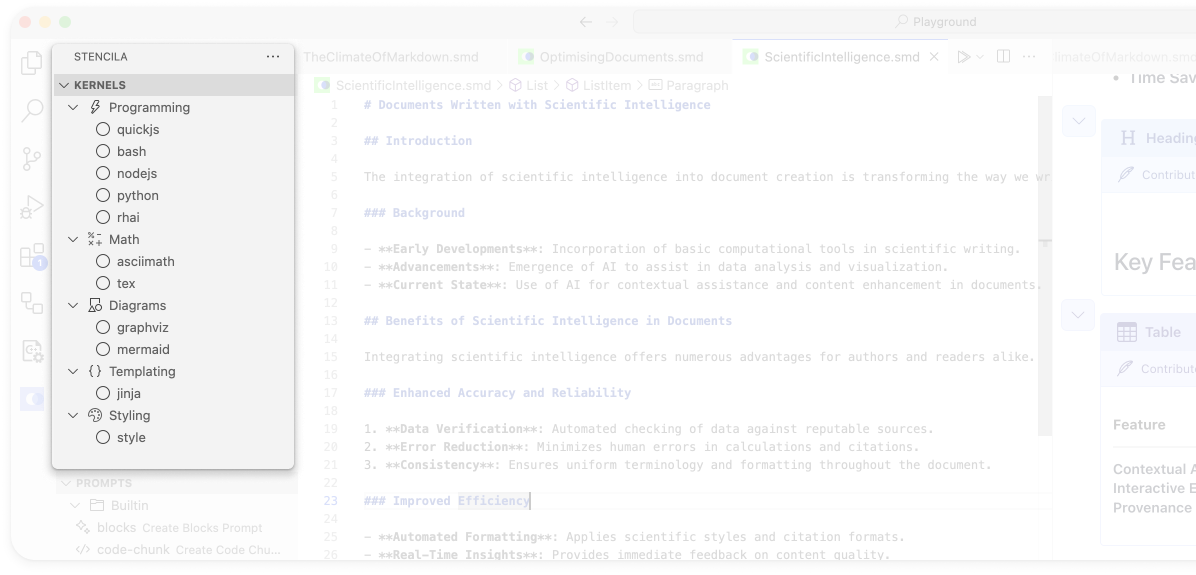 Playground
STENCILA
KERNELS
Programming
quickjs
bash
nodejs
python
rhai
Math
asciimath
tex
Diagrams
graphviz
mermaid
Templating
jinja
Styling
style
PROMPTS
Builtin
blocks Create Blocks Prompt
code-chunk Create Code Chu...
1
TheClimateOfMarkdown.smd
OptimisingDocuments.smd
ScientificIntelligence.smd
ScientificIntelligence.smd > List > ListItem > Paragraph
1 # Documents Written with Scientific Intelligence
2
3 ## Introduction
4
5 The integration of scientific intelligence into document creation is transforming the way we wr
6
7 ### Background
8
9 - **Early Developments**: Incorporation of basic computational tools in scientific writing.
10 - **Advancements**: Emergence of AI to assist in data analysis and visualization.
11 - **Current State**: Use of AI for contextual assistance and content enhancement in documents.
12
13 ## Benefits of Scientific Intelligence in Documents
14
15 Integrating scientific intelligence offers numerous advantages for authors and readers alike.
16
17 ### Enhanced Accuracy and Reliability
18
19 1. **Data Verification**: Automated checking of data against reputable sources.
20 2. **Error Reduction**: Minimizes human errors in calculations and citations.
21 3. **Consistency**: Ensures uniform terminology and formatting throughout the document.
22
23 ### Improved Efficiency
24
25 - **Automated Formatting**: Applies scientific styles and citation formats.
26 - **Real-Time Insights**: Provides immediate feedback on content quality.
limateOfMarkdown.smd
• Time Sav
Heading
Contribut
Key Fea
Table
Contribute
Feature
Contextual A
Interactive E
Provenance